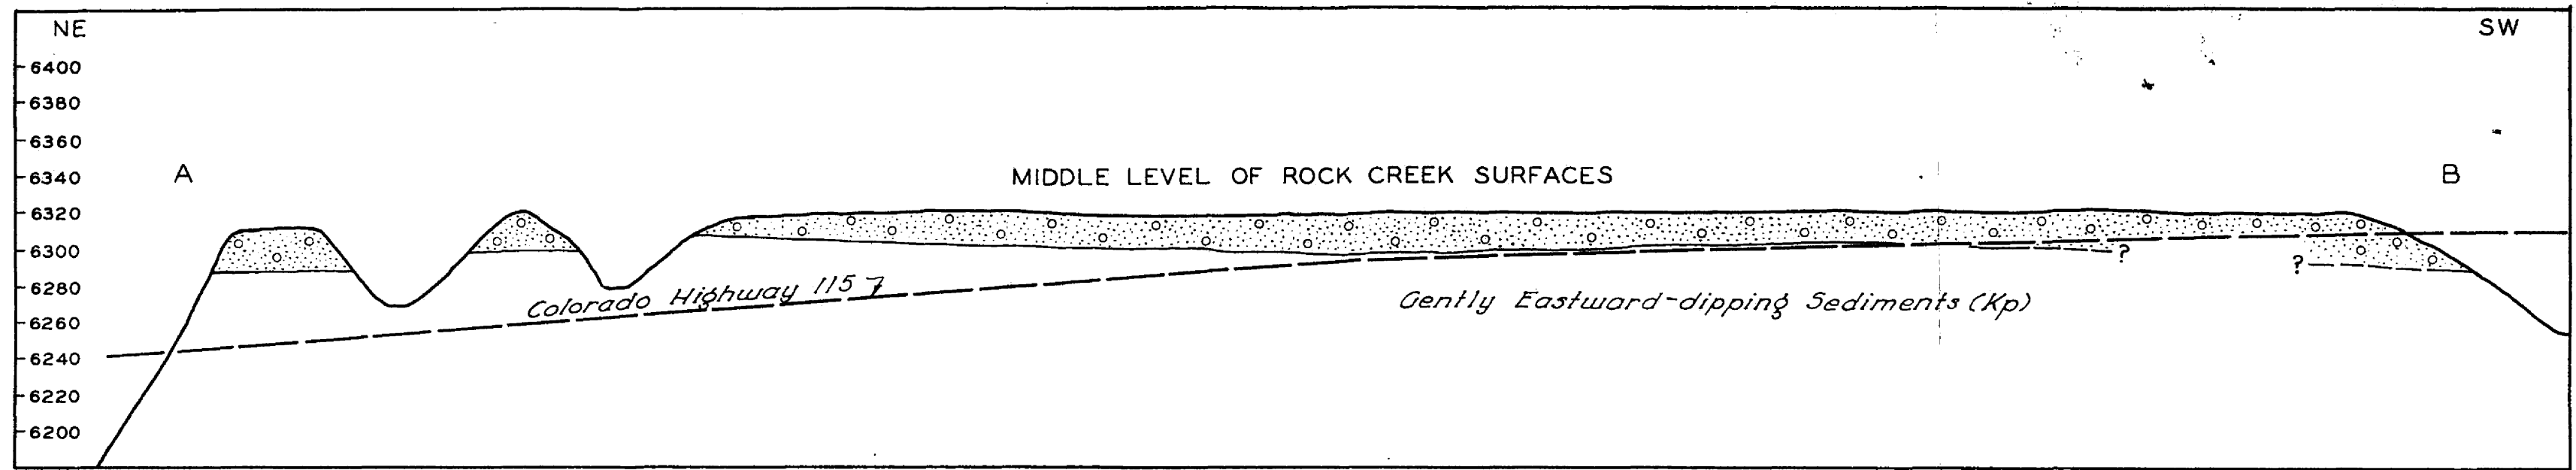 NE
SW
6400
6380
6360
6340
6320
6300
6280
6260
6240
6220
6200
A
MIDDLE LEVEL OF ROCK CREEK SURFACES
B
Colorado Highway 115
Gently Eastward-dipping Sediments (Kp)
?
?